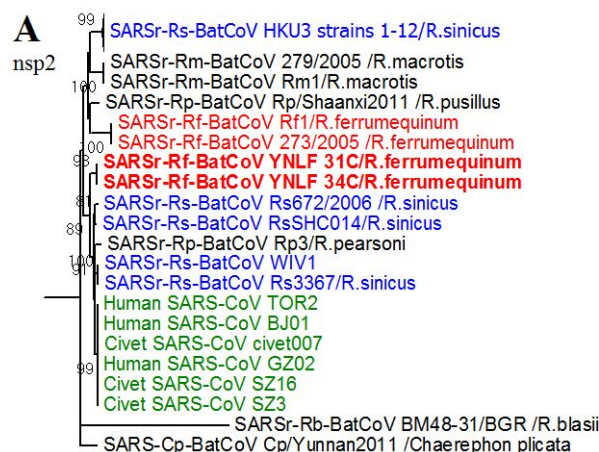 A
nsp2
99
SARSr-Rs-BatCoV HKU3 strains 1-12/R.sinicus
SARSr-Rm-BatCoV 279/2005 /R.macrotis
SARSr-Rm-BatCoV Rm1/R.macrotis
100
SARSr-Rp-BatCoV Rp/Shaanxi2011 /R.pusillus
SARSr-Rf-BatCoV Rf1/R.ferrumequinum
SARSr-Rf-BatCoV 273/2005 /R.ferrumequinum
100
SARSr-Rf-BatCoV YNLF 31C/R.ferrumequinum
SARSr-Rf-BatCoV YNLF 34C/R.ferrumequinum
SARSr-Rs-BatCoV Rs672/2006 /R.sinicus
SARSr-Rs-BatCoV RsSHC014/R.sinicus
89
SARSr-Rp-BatCoV Rp3/R.pearsoni
100
SARSr-Rs-BatCoV WIV1
SARSr-Rs-BatCoV Rs3367/R.sinicus
Human SARS-CoV TOR2
Human SARS-CoV BJ01
Civet SARS-CoV civet007
Human SARS-CoV GZ02
99
Civet SARS-CoV SZ16
Civet SARS-CoV SZ3
SARSr-Rb-BatCoV BM48-31/BGR /R.blasii
SARS-Cp-BatCoV Cp/Yunnan2011 /Chaerephon plicata